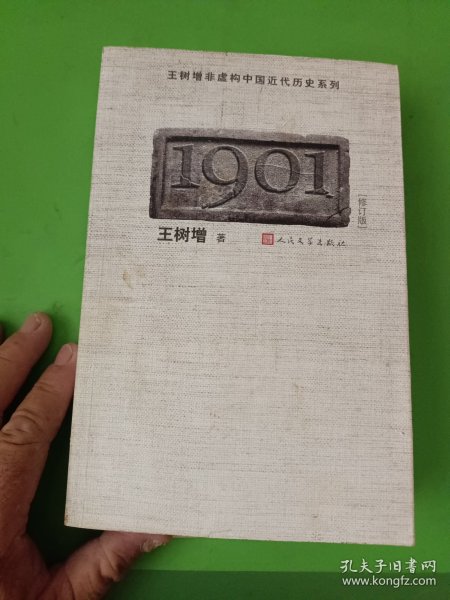 王树增非虚构中国近代历史系列
1901
[修订版]
王树增 著
人民文学出版社
孔夫子旧书网
www.kongfz.com